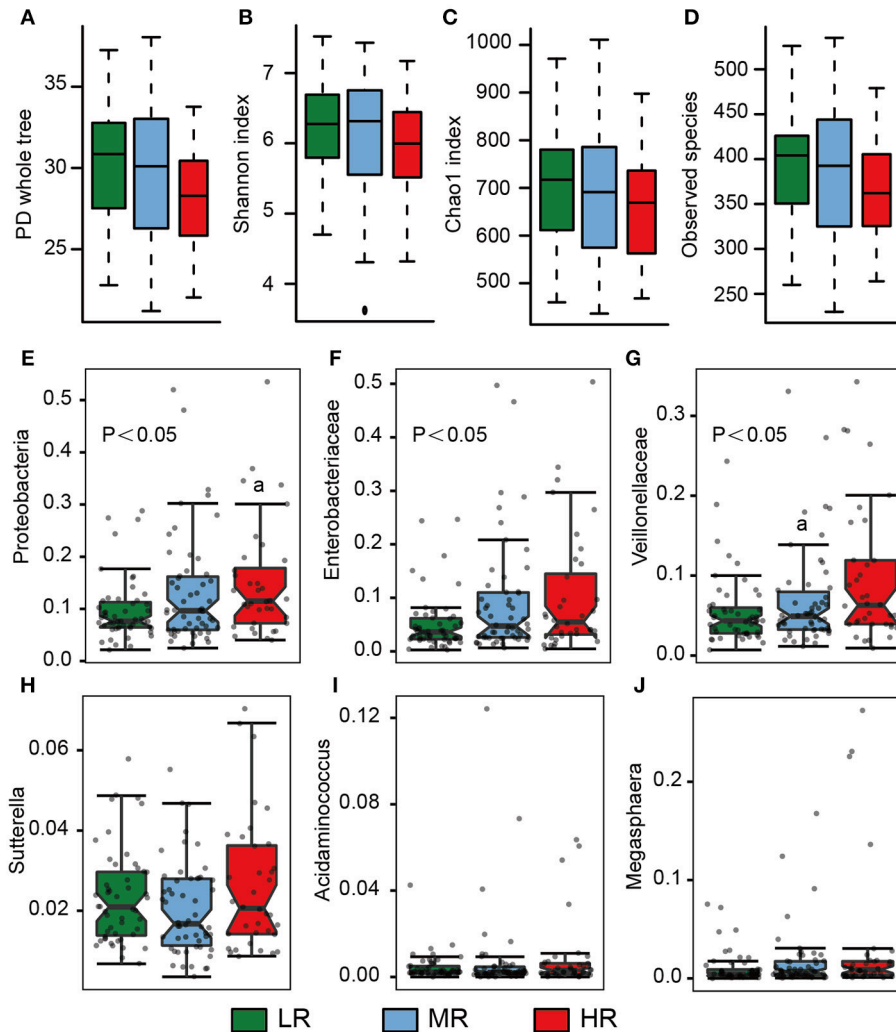 A
PD whole tree
35
30
25
B
Shannon index
7
6
5
4
C
Chao1 index
1000
900
800
700
600
500
D
Observed species
500
450
400
350
300
250
E
Proteobacteria
0.5
0.4
0.3
0.2
0.1
0.0
P＜0.05
a
F
Enterobacteriaceae
0.5
0.4
0.3
0.2
0.1
0.0
P＜0.05
G
Veillonellaceae
0.3
0.2
0.1
0.0
P＜0.05
a
H
Sutterella
0.06
0.04
0.02
I
Acidaminococcus
0.12
0.08
0.04
0.00
J
Megasphaera
0.2
0.1
0.0
LR MR HR